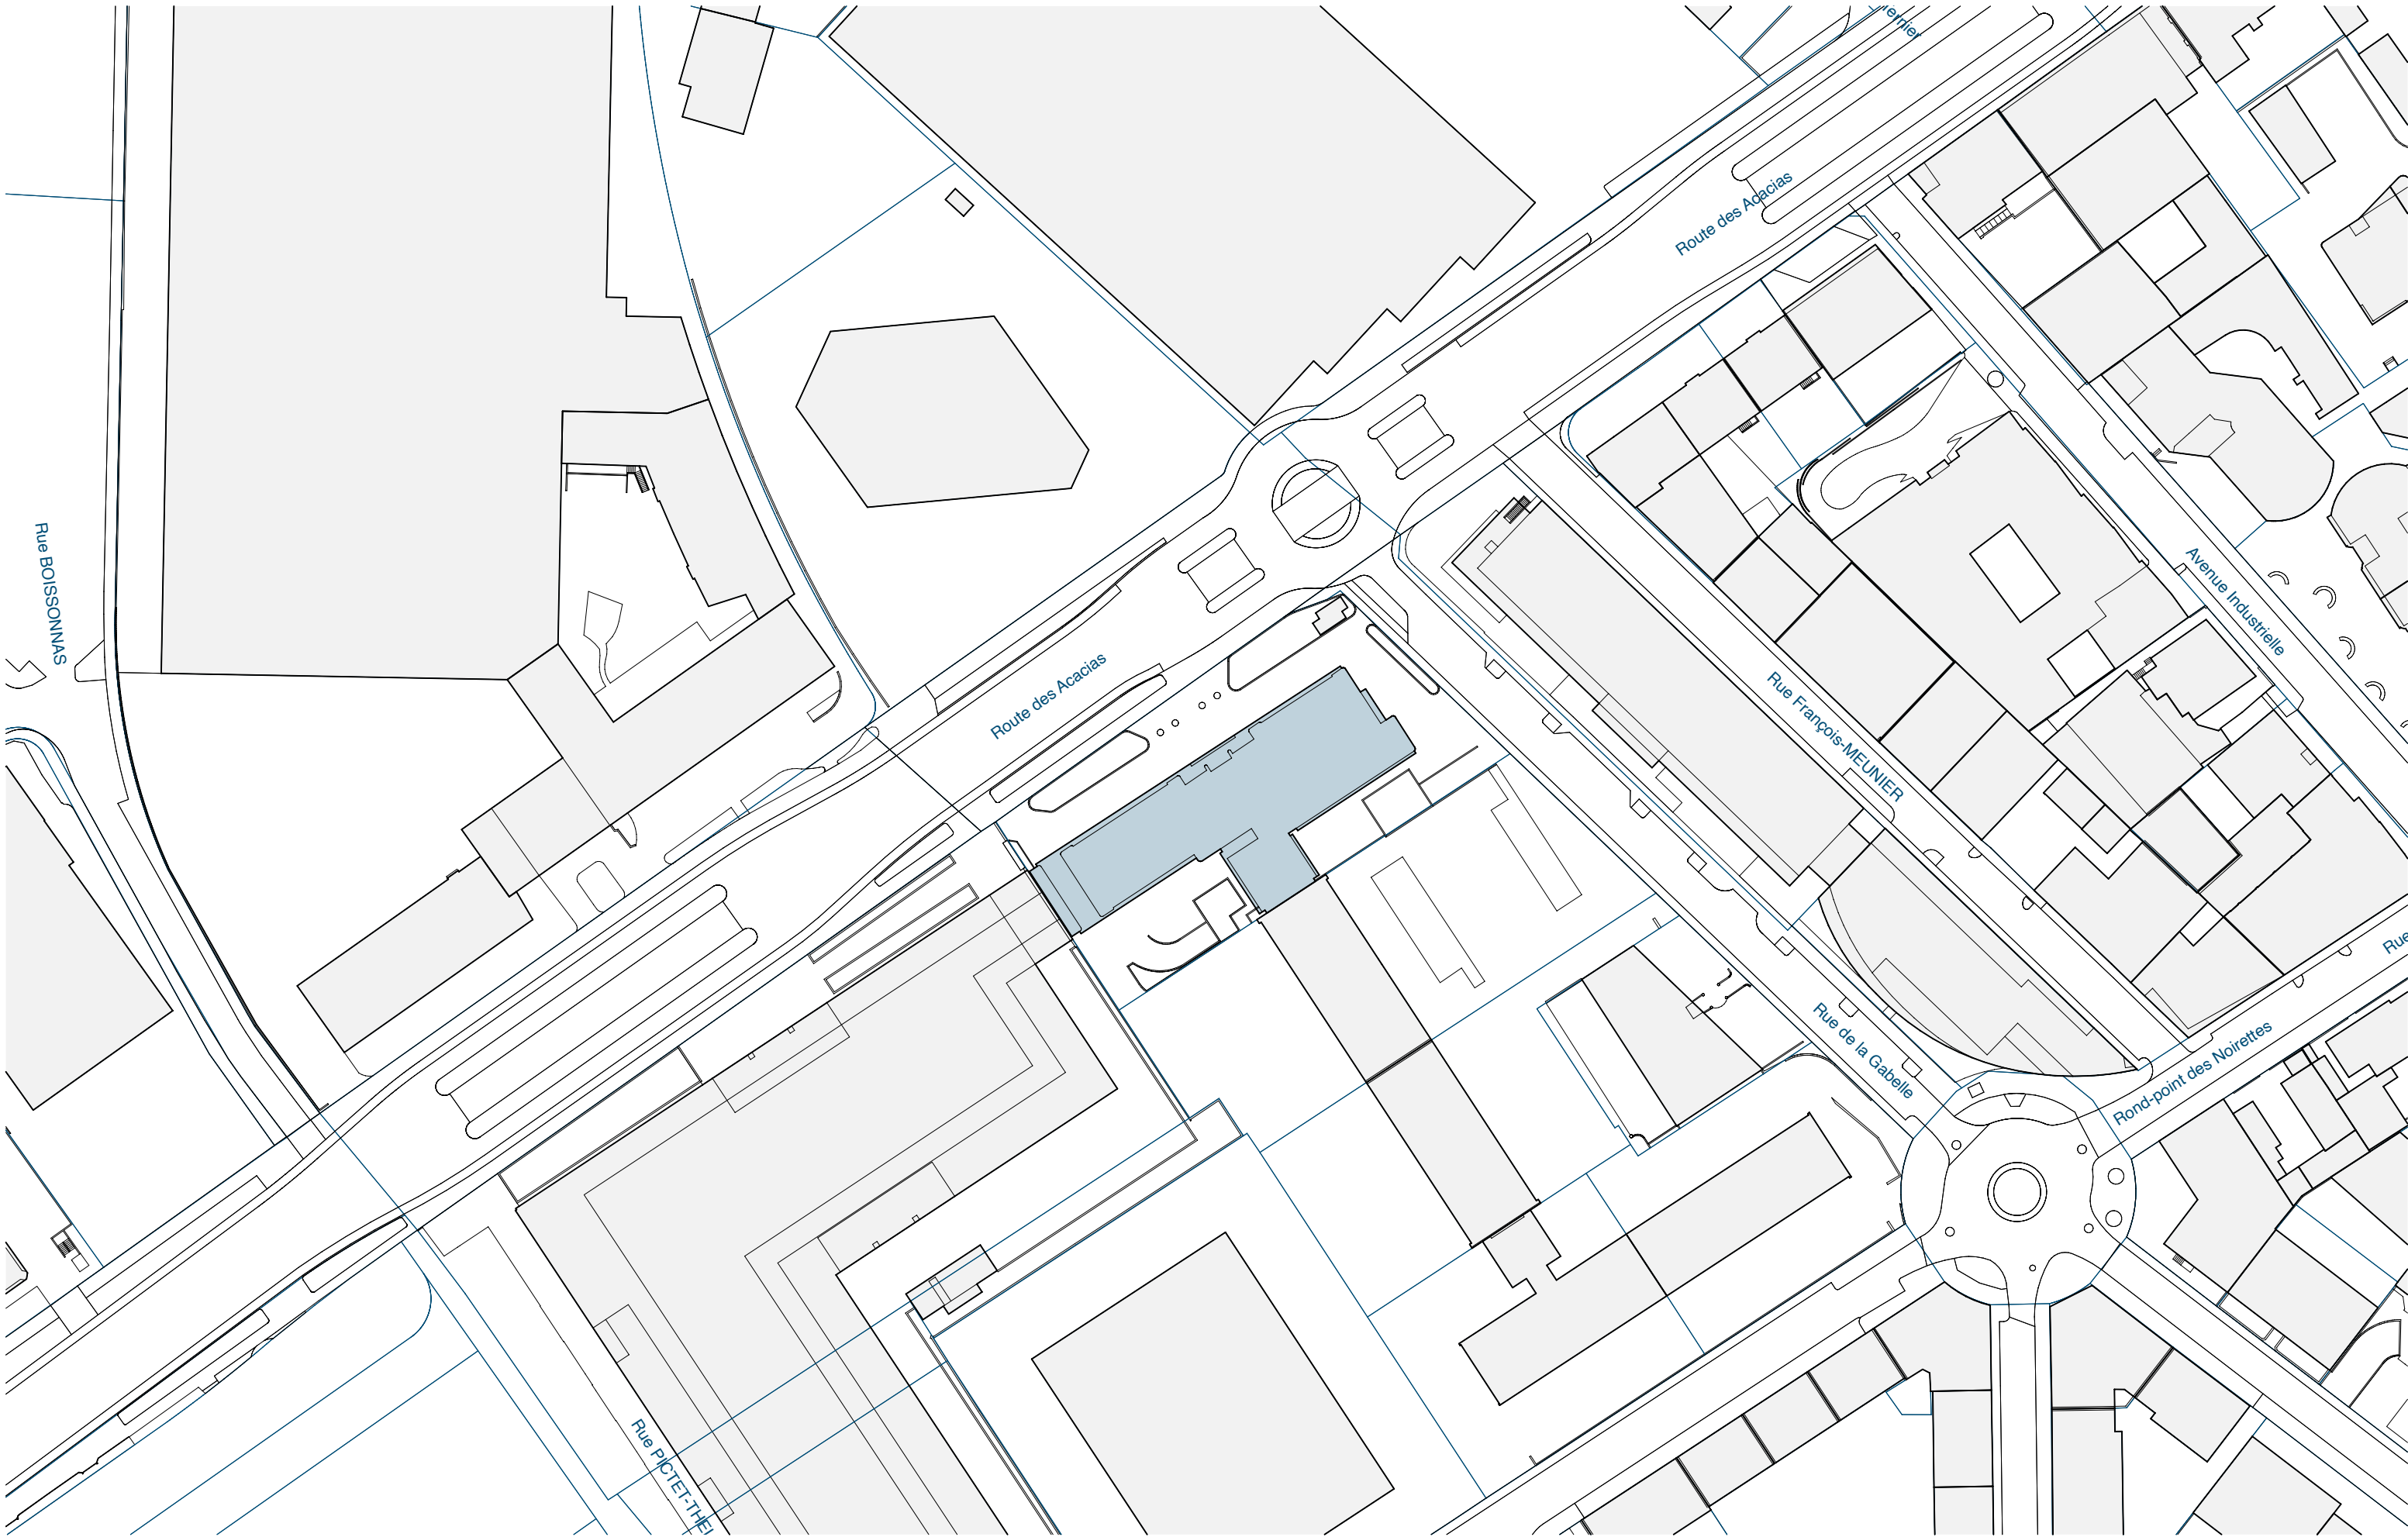 Route des Acacias
Rue BOISSONNAS
Avenue Industrielle
Route des Acacias
Rue François-MEUNIER
Rue
Rue de la Gabelle
Rond-point des Noirettes